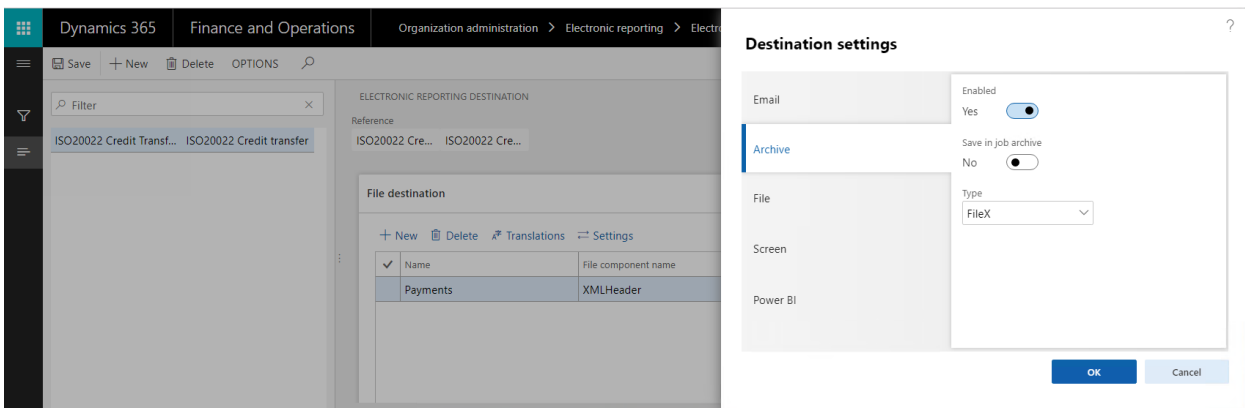 Dynamics 365 Finance and Operations Organization administration > Electronic reporting > Electro
?
Destination settings
Save + New Delete OPTIONS
Filter
ISO20022 Credit Transf... ISO20022 Credit transfer
ELECTRONIC REPORTING DESTINATION
Reference
ISO20022 Cre... ISO20022 Cre...
File destination
+ New Delete Translations Settings
Name File component name
Payments XMLHeader
Email
Archive
File
Screen
Power BI
Enabled
Yes
Save in job archive
No
Type
FileX
OK Cancel